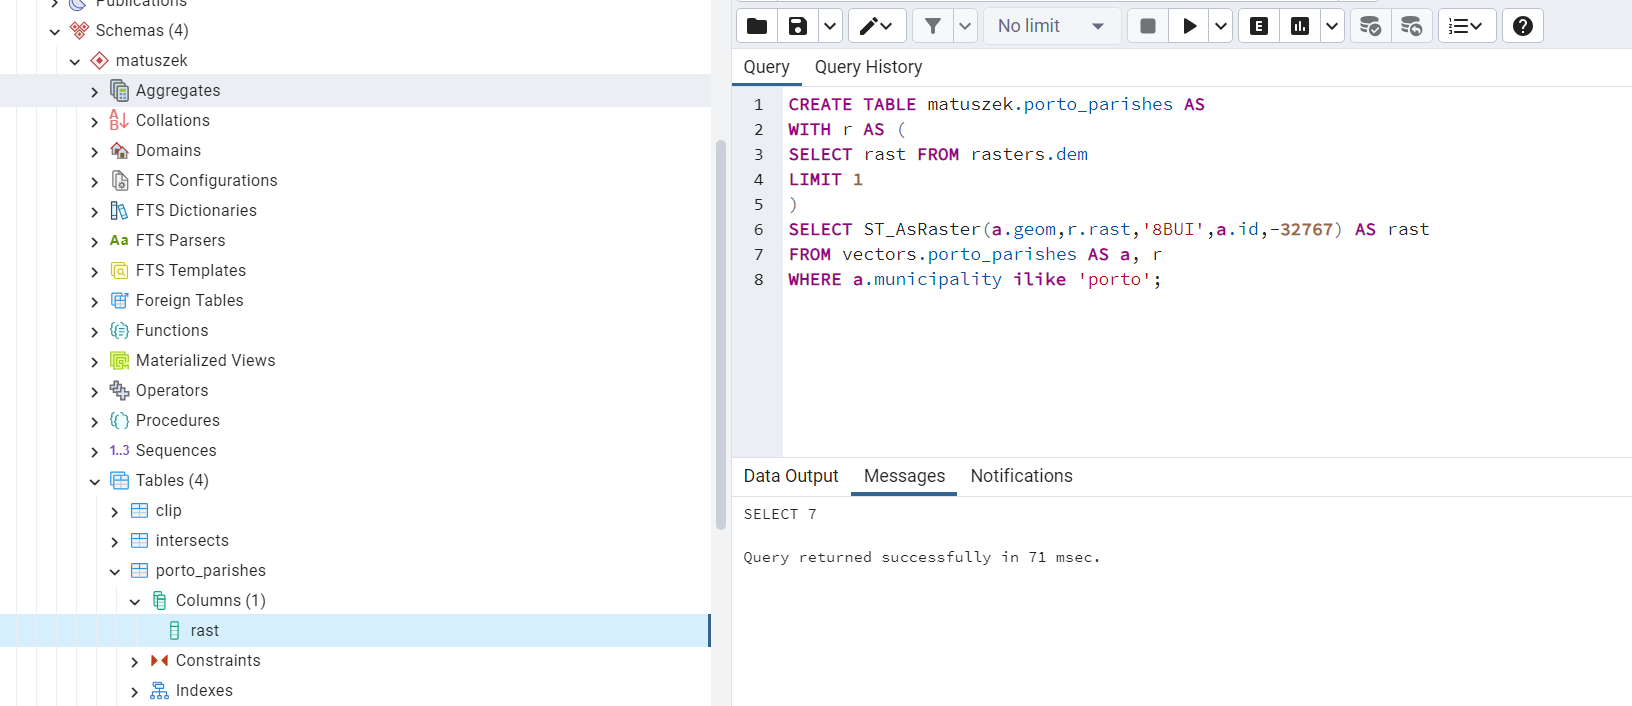 Publications
Schemas (4)
matuszek
Aggregates
Collations
Domains
FTS Configurations
FTS Dictionaries
Aa FTS Parsers
FTS Templates
Foreign Tables
Functions
Materialized Views
Operators
Procedures
1..3 Sequences
Tables (4)
clip
intersects
porto_parishes
Columns (1)
rast
Constraints
Indexes
No limit
E
Query Query History
1 CREATE TABLE matuszek.porto_parishes AS
2 WITH r AS (
3 SELECT rast FROM rasters.dem
4 LIMIT 1
5 )
6 SELECT ST_AsRaster(a.geom,r.rast,'8BUI',a.id,-32767) AS rast
7 FROM vectors.porto_parishes AS a, r
8 WHERE a.municipality ilike 'porto';
Data Output Messages Notifications
SELECT 7
Query returned successfully in 71 msec.